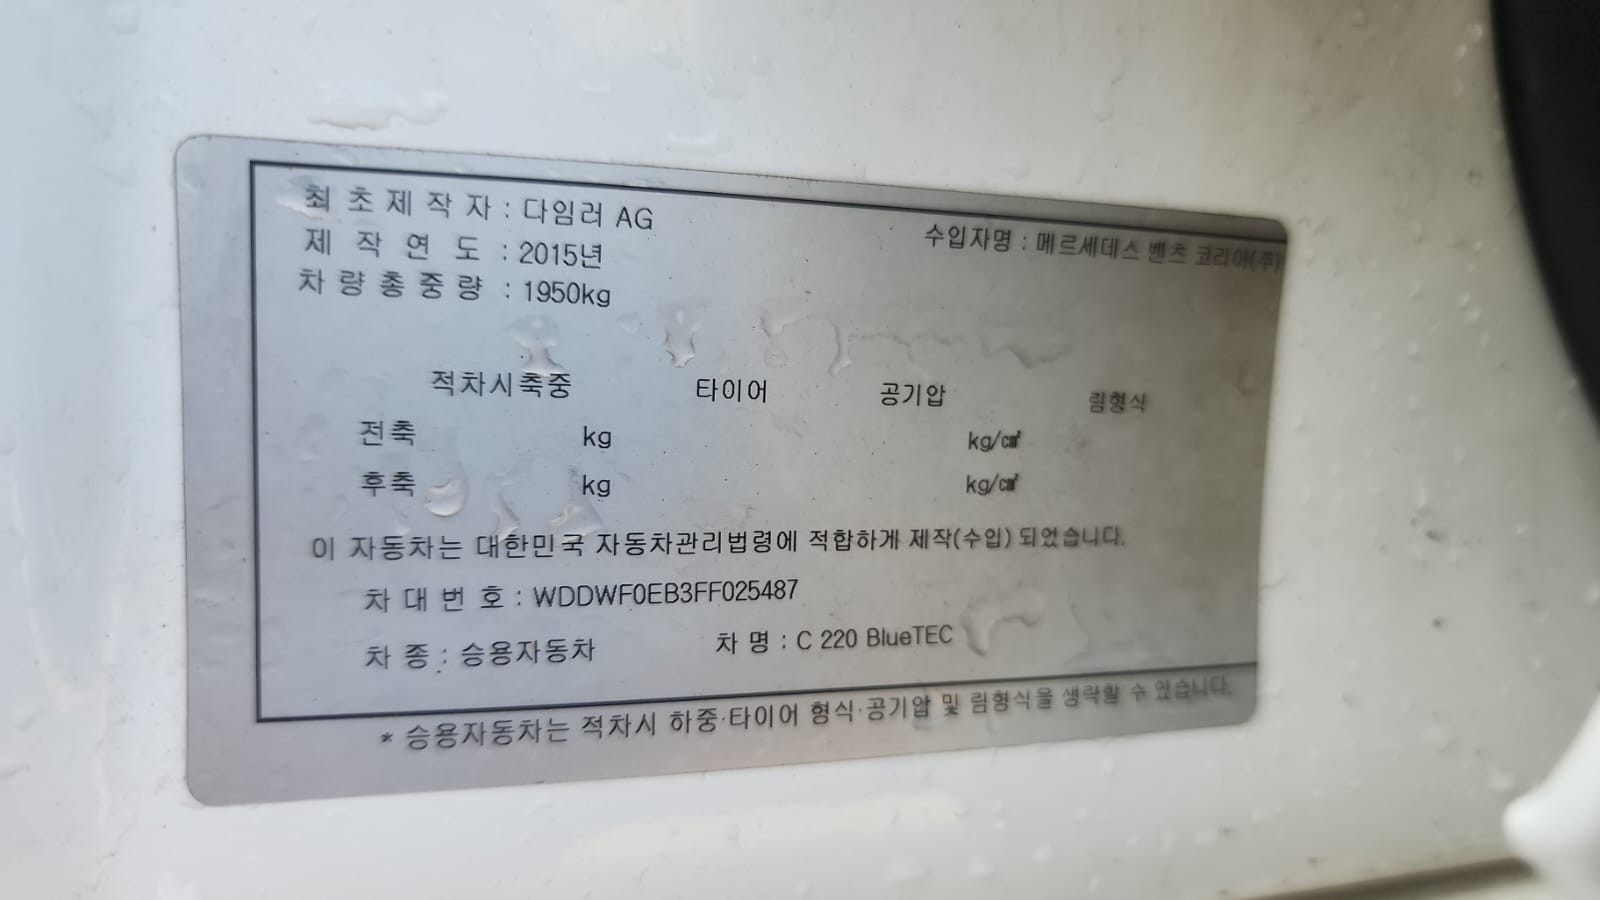 최초제작자 : 다임러 AG
수입자명 : 메르세데스 벤츠 코리아(주)
제 작 연 도 : 2015년
차량총중량 : 1950kg
적차시축중 타이어 공기압 림형식
전축 kg kg/㎠
후축 kg kg/㎠
이 자동차는 대한민국 자동차관리법령에 적합하게 제작(수입) 되었습니다.
차 대 번 호 : WDDWF0EB3FF025487
차 종 : 승용자동차 차 명 : C 220 BlueTEC
* 승용자동차는 적차시 하중·타이어 형식·공기압 및 림형식을 생략할 수 있습니다.